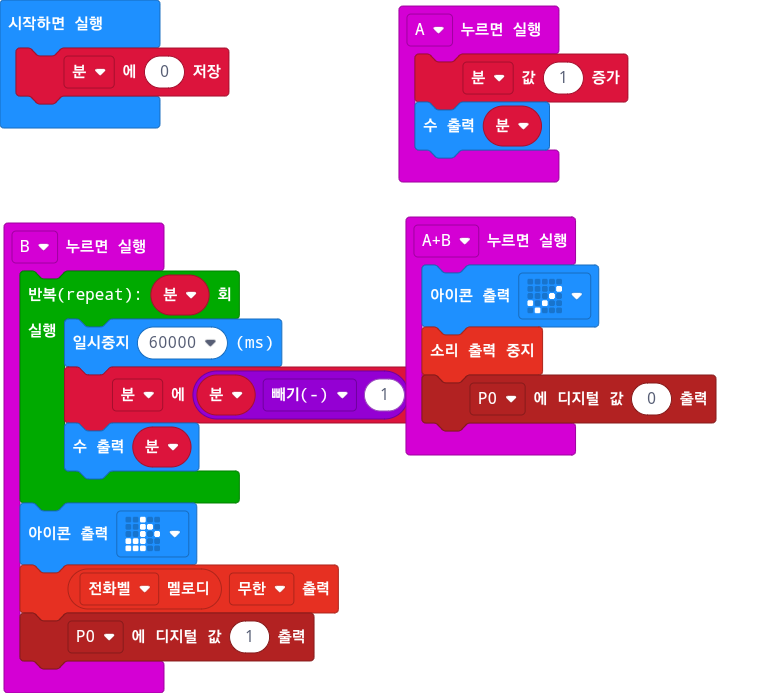 시작하면 실행
분 에 0 저장
A 누르면 실행
분 값 1 증가
수 출력 분
B 누르면 실행
반복(repeat): 분 회
실행
일시중지 60000 (ms)
분 에 분 빼기(-) 1
수 출력 분
아이콘 출력
전화벨 멜로디 무한 출력
P0 에 디지털 값 1 출력
A+B 누르면 실행
아이콘 출력
소리 출력 중지
P0 에 디지털 값 0 출력